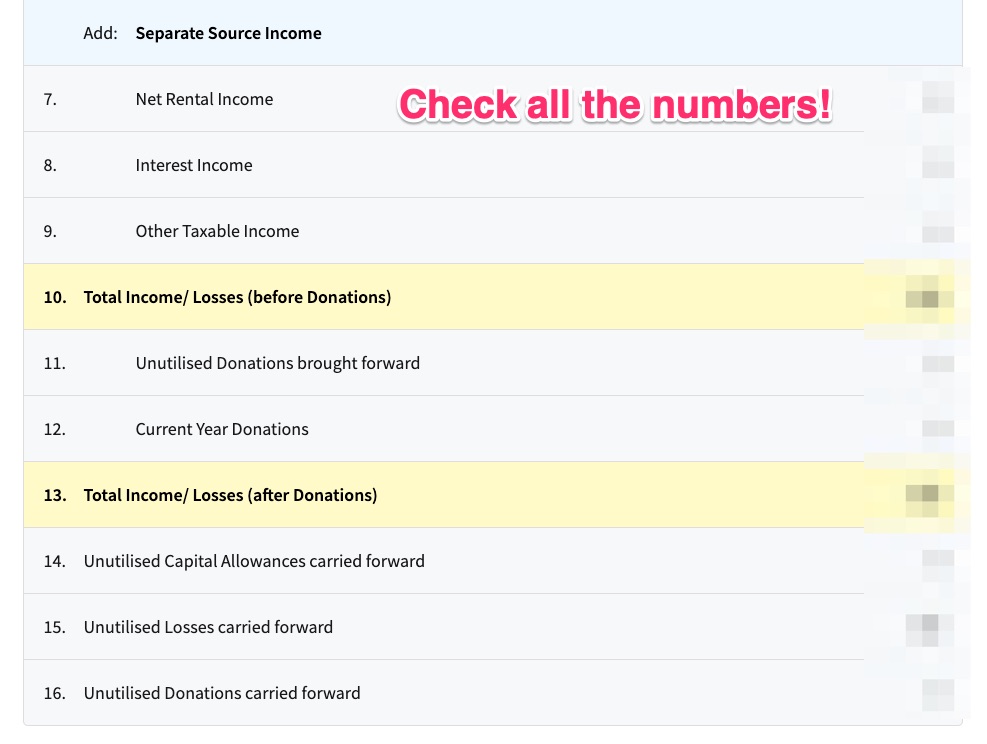 Add: Separate Source Income
7. Net Rental Income
Check all the numbers!
8. Interest Income
9. Other Taxable Income
10. Total Income/ Losses (before Donations)
11. Unutilised Donations brought forward
12. Current Year Donations
13. Total Income/ Losses (after Donations)
14. Unutilised Capital Allowances carried forward
15. Unutilised Losses carried forward
16. Unutilised Donations carried forward